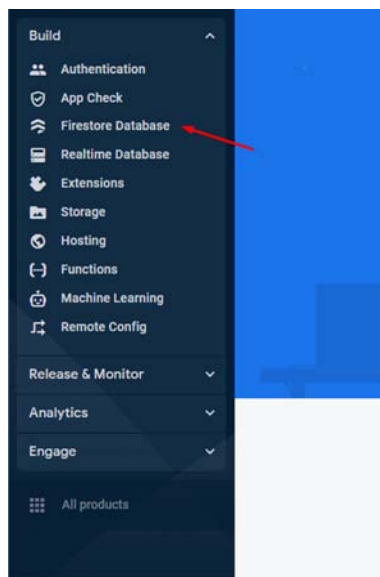 Build
Authentication
App Check
Firestore Database
Realtime Database
Extensions
Storage
Hosting
Functions
Machine Learning
Remote Config
Release & Monitor
Analytics
Engage
All products